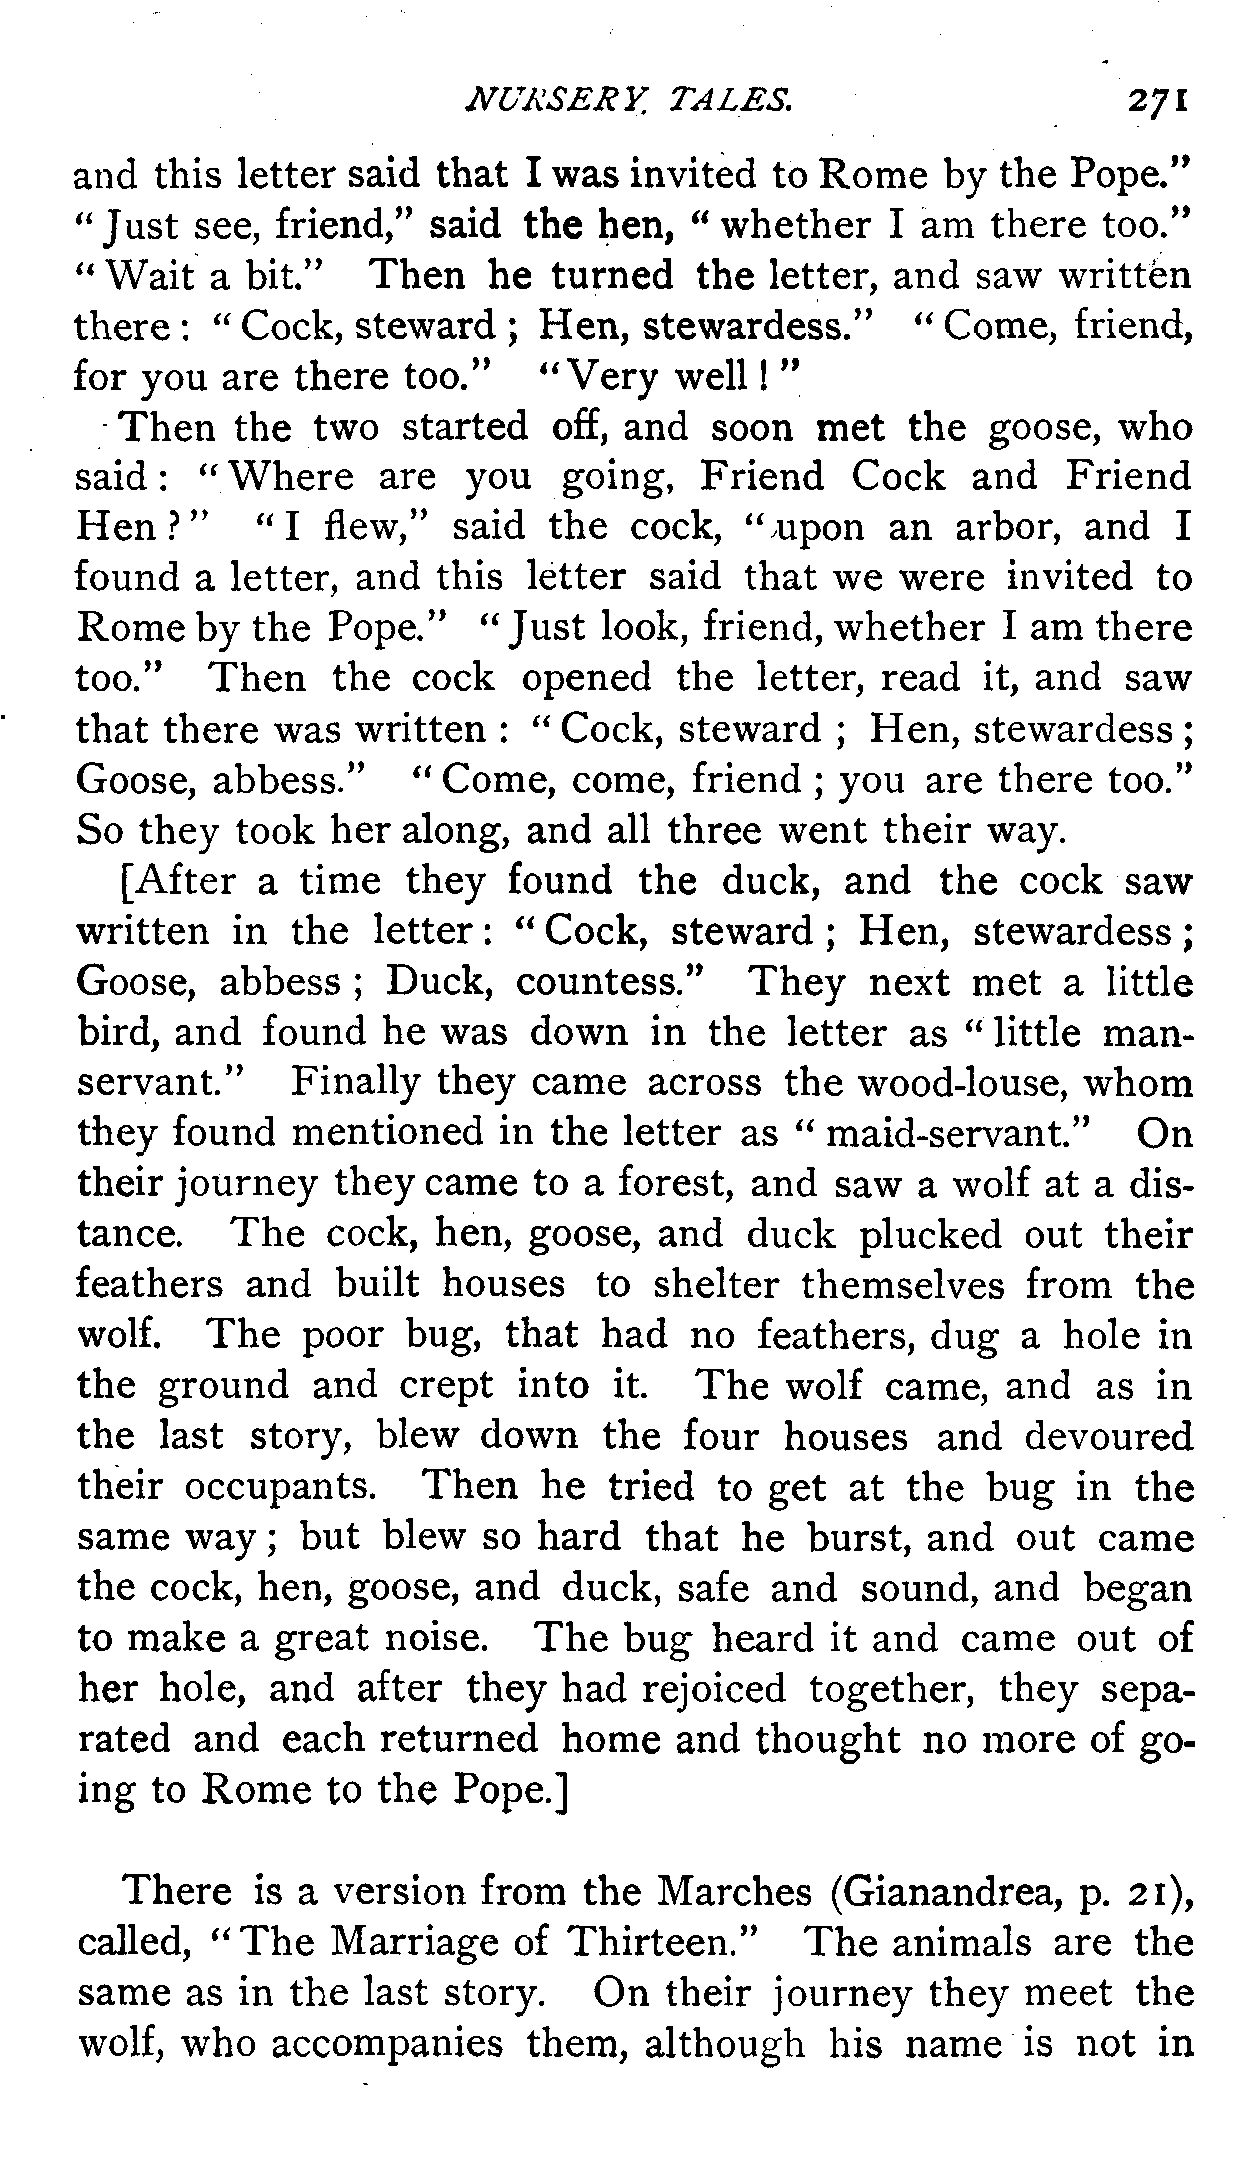 NURSERY TALES. 271
and this letter said that I was invited to Rome by the Pope."
"Just see, friend," said the hen, "whether I am there too."
"Wait a bit." Then he turned the letter, and saw written
there: "Cock, steward; Hen, stewardess." "Come, friend,
for you are there too." "Very well!"
Then the two started off, and soon met the goose, who
said: "Where are you going, Friend Cock and Friend
Hen?" "I flew," said the cock, "upon an arbor, and I
found a letter, and this letter said that we were invited to
Rome by the Pope." "Just look, friend, whether I am there
too." Then the cock opened the letter, read it, and saw
that there was written: "Cock, steward; Hen, stewardess;
Goose, abbess." "Come, come, friend; you are there too."
So they took her along, and all three went their way.
[After a time they found the duck, and the cock saw
written in the letter: "Cock, steward; Hen, stewardess;
Goose, abbess; Duck, countess." They next met a little
bird, and found he was down in the letter as "little man-
servant." Finally they came across the wood-louse, whom
they found mentioned in the letter as "maid-servant." On
their journey they came to a forest, and saw a wolf at a dis-
tance. The cock, hen, goose, and duck plucked out their
feathers and built houses to shelter themselves from the
wolf. The poor bug, that had no feathers, dug a hole in
the ground and crept into it. The wolf came, and as in
the last story, blew down the four houses and devoured
their occupants. Then he tried to get at the bug in the
same way; but blew so hard that he burst, and out came
the cock, hen, goose, and duck, safe and sound, and began
to make a great noise. The bug heard it and came out of
her hole, and after they had rejoiced together, they sepa-
rated and each returned home and thought no more of go-
ing to Rome to the Pope.]
There is a version from the Marches (Gianandrea, p. 21),
called, "The Marriage of Thirteen." The animals are the
same as in the last story. On their journey they meet the
wolf, who accompanies them, although his name is not in